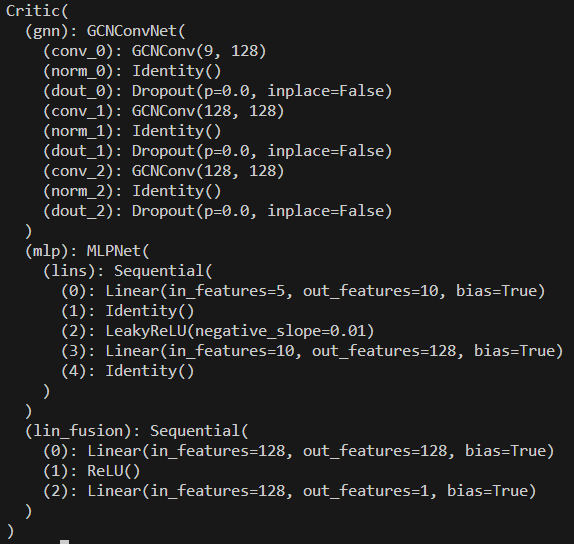 Critic(
  (gnn): GCNConvNet(
    (conv_0): GCNConv(9, 128)
    (norm_0): Identity()
    (dout_0): Dropout(p=0.0, inplace=False)
    (conv_1): GCNConv(128, 128)
    (norm_1): Identity()
    (dout_1): Dropout(p=0.0, inplace=False)
    (conv_2): GCNConv(128, 128)
    (norm_2): Identity()
    (dout_2): Dropout(p=0.0, inplace=False)
  )
  (mlp): MLPNet(
    (lins): Sequential(
      (0): Linear(in_features=5, out_features=10, bias=True)
      (1): Identity()
      (2): LeakyReLU(negative_slope=0.01)
      (3): Linear(in_features=10, out_features=128, bias=True)
      (4): Identity()
    )
  )
  (lin_fusion): Sequential(
    (0): Linear(in_features=128, out_features=128, bias=True)
    (1): ReLU()
    (2): Linear(in_features=128, out_features=1, bias=True)
  )
)